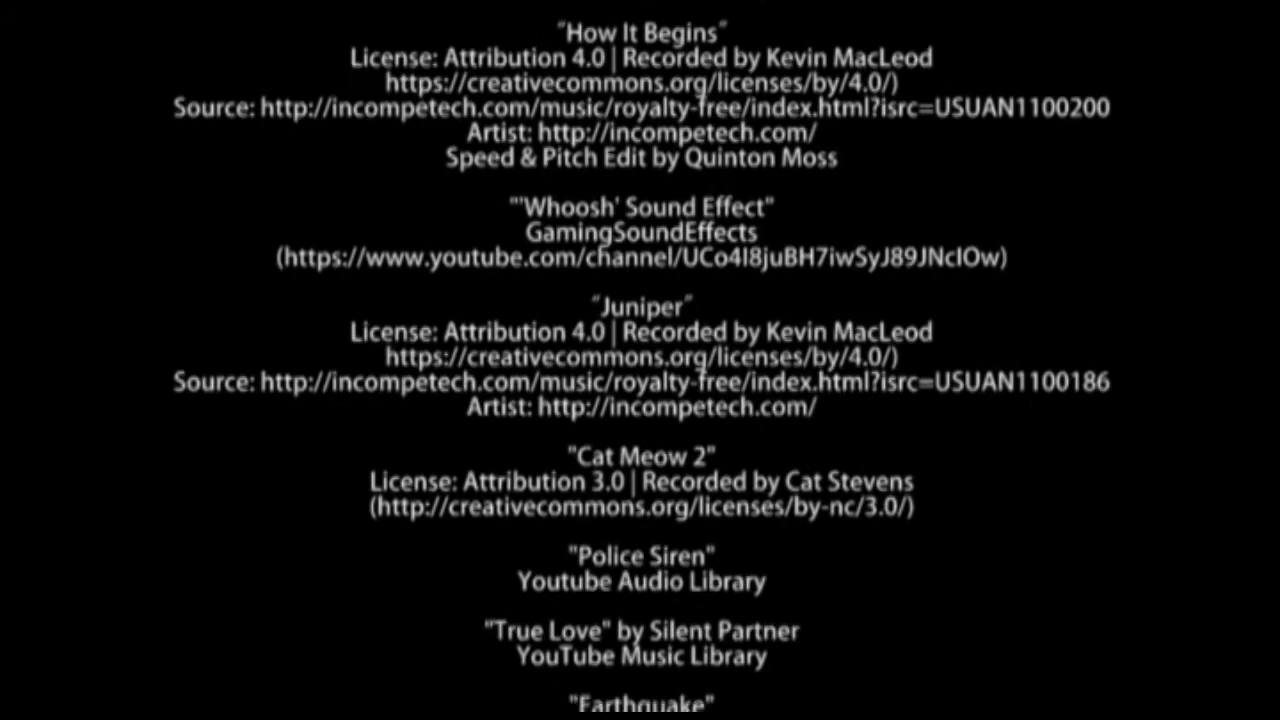 "How It Begins"
License: Attribution 4.0 | Recorded by Kevin MacLeod
https://creativecommons.org/licenses/by/4.0/)
Source: http://incompetech.com/music/royalty-free/index.html?isrc=USUAN1100200
Artist: http://incompetech.com/
Speed & Pitch Edit by Quinton Moss
"'Whoosh' Sound Effect"
GamingSoundEffects
(https://www.youtube.com/channel/UCo4I8juBH7iwSyJ89JNcIOw)
"Juniper"
License: Attribution 4.0 | Recorded by Kevin MacLeod
https://creativecommons.org/licenses/by/4.0/)
Source: http://incompetech.com/music/royalty-free/index.html?isrc=USUAN1100186
Artist: http://incompetech.com/
"Cat Meow 2"
License: Attribution 3.0 | Recorded by Cat Stevens
(http://creativecommons.org/licenses/by-nc/3.0/)
"Police Siren"
Youtube Audio Library
"True Love" by Silent Partner
YouTube Music Library
"Earthquake"